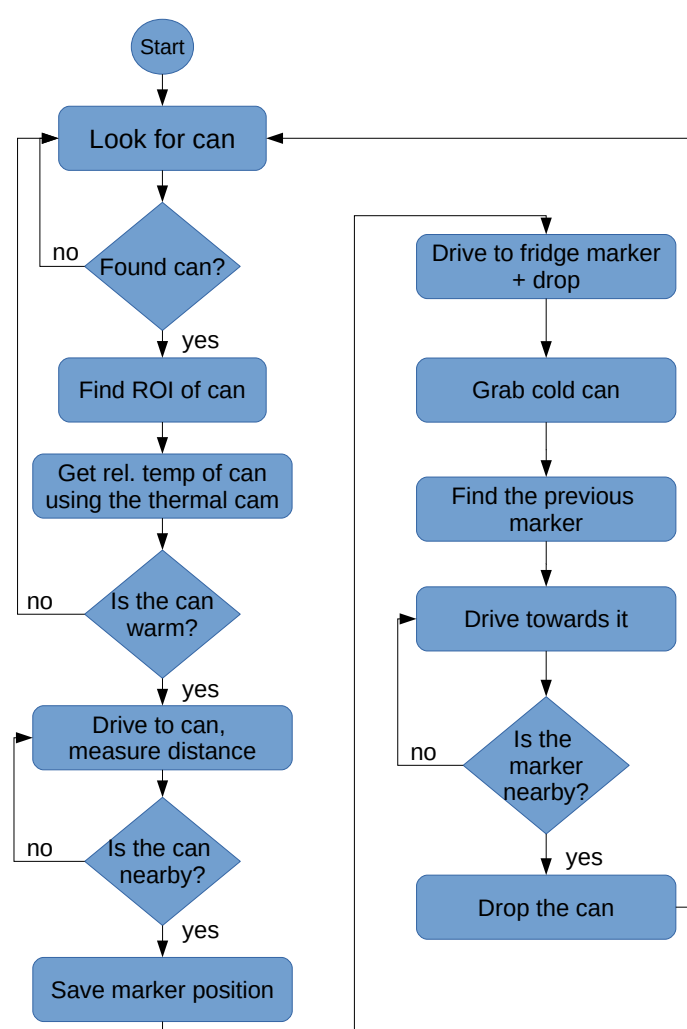 Start
Look for can
no
Found can?
yes
Find ROI of can
Get rel. temp of can
using the thermal cam
no
Is the can
warm?
yes
Drive to can,
measure distance
no
Is the can
nearby?
yes
Save marker position
Drive to fridge marker
+ drop
Grab cold can
Find the previous
marker
Drive towards it
no
Is the
marker
nearby?
yes
Drop the can